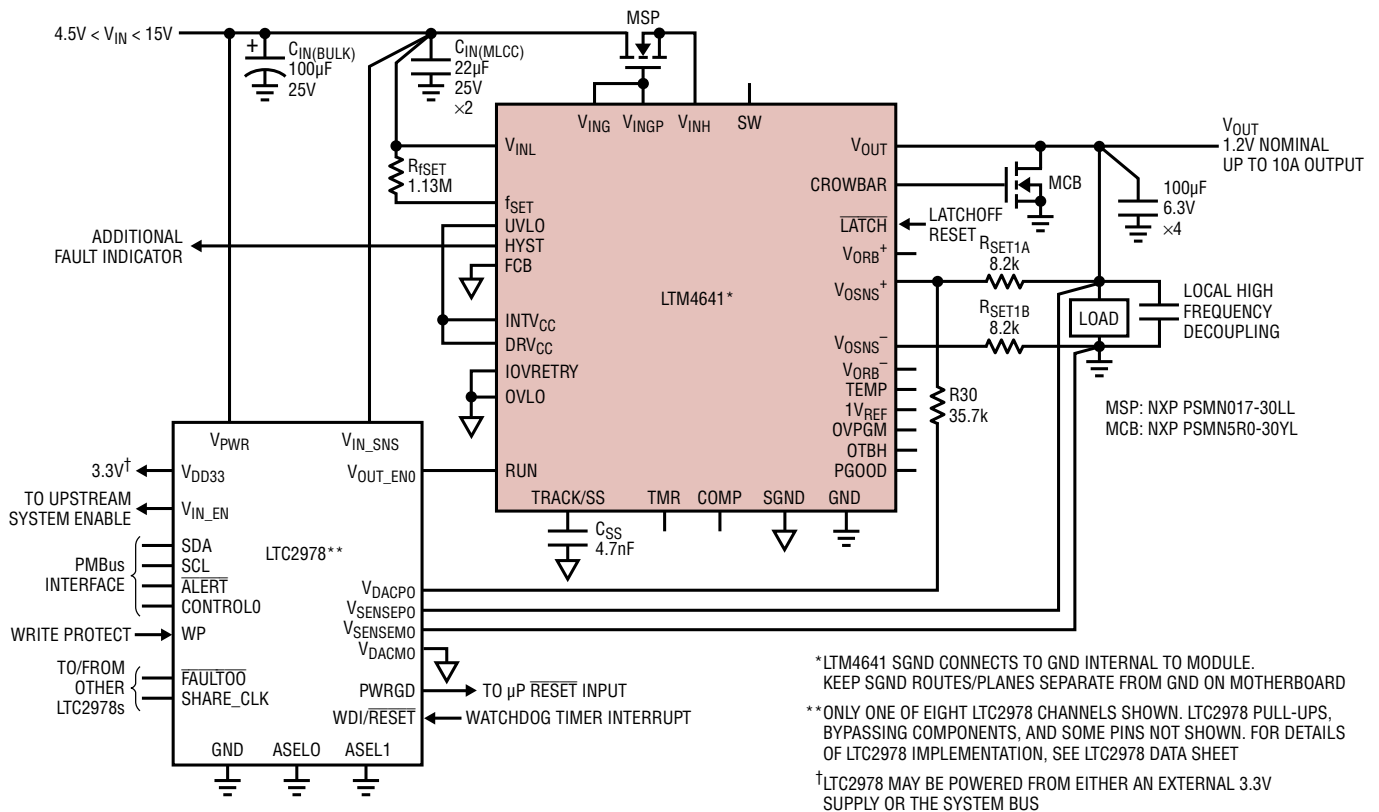 4.5V < VIN < 15V
+
CIN(BULK)
100µF
25V
CIN(MLCC)
22µF
25V
×2
MSP
VING
VINGP
VINH
SW
VINL
RfSET
1.13M
fSET
UVLO
HYST
FCB
ADDITIONAL
FAULT INDICATOR
INTVCC
DRVCC
IOVRETRY
OVLO
RUN
LTM4641*
TRACK/SS
TMR
COMP
SGND
GND
CSS
4.7nF
VOUT
CROWBAR
LATCH
VORB+
VOSNS+
VOSNS−
VORB−
TEMP
1VREF
OVPGM
OTBH
PGOOD
VOUT
1.2V NOMINAL
UP TO 10A OUTPUT
MCB
LATCHOFF
RESET
100µF
6.3V
×4
RSET1A
8.2k
RSET1B
8.2k
LOAD
LOCAL HIGH
FREQUENCY
DECOUPLING
R30
35.7k
MSP: NXP PSMN017-30LL
MCB: NXP PSMN5R0-30YL
VPWR
VIN_SNS
3.3V†
VDD33
VOUT_EN0
TO UPSTREAM
SYSTEM ENABLE
VIN_EN
LTC2978**
PMBus
INTERFACE
SDA
SCL
ALERT
CONTROL0
WRITE PROTECT
WP
TO/FROM
OTHER
LTC2978s
FAULTOO
SHARE_CLK
VDACPO
VSENSEPO
VSENSEMO
VDACMO
PWRGD
TO µP RESET INPUT
WDI/RESET
WATCHDOG TIMER INTERRUPT
GND
ASEL0
ASEL1
*LTM4641 SGND CONNECTS TO GND INTERNAL TO MODULE.
KEEP SGND ROUTES/PLANES SEPARATE FROM GND ON MOTHERBOARD
**ONLY ONE OF EIGHT LTC2978 CHANNELS SHOWN. LTC2978 PULL-UPS,
BYPASSING COMPONENTS, AND SOME PINS NOT SHOWN. FOR DETAILS
OF LTC2978 IMPLEMENTATION, SEE LTC2978 DATA SHEET
†LTC2978 MAY BE POWERED FROM EITHER AN EXTERNAL 3.3V
SUPPLY OR THE SYSTEM BUS